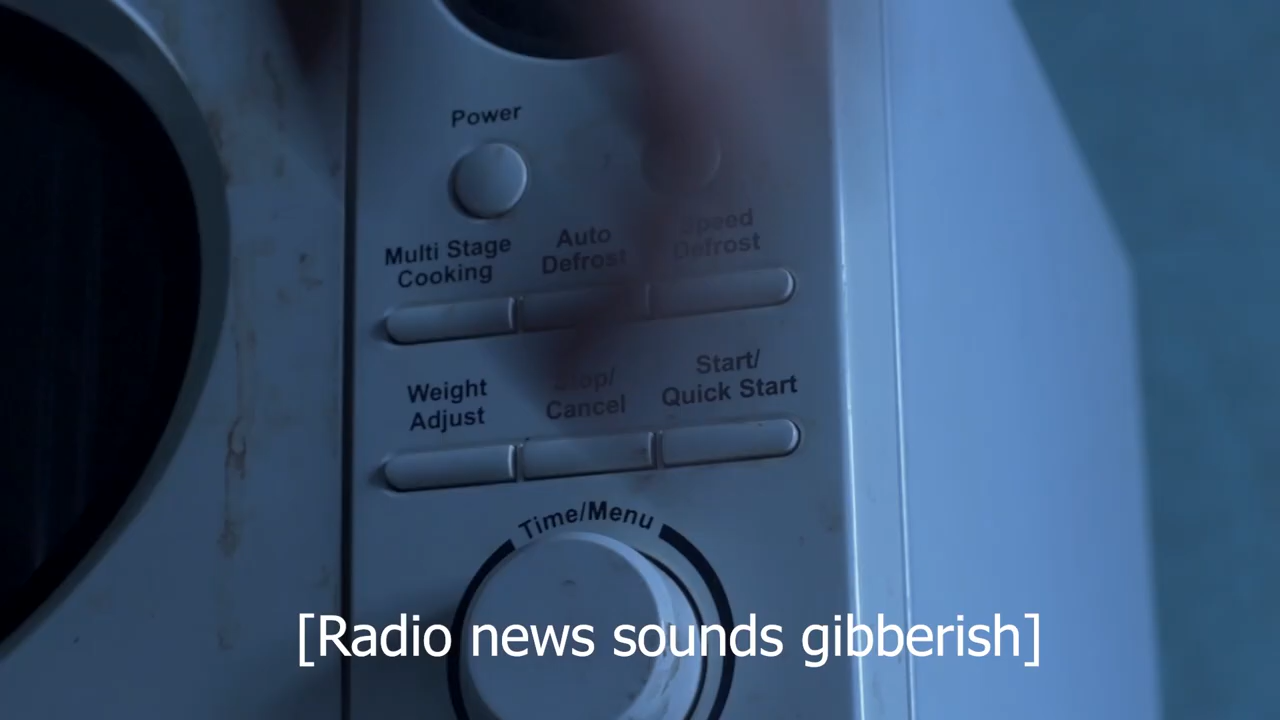 Power
Multi Stage
Cooking
Auto
Defrost
Speed
Defrost
Weight
Adjust
Stop/
Cancel
Start/
Quick Start
Time/Menu
[Radio news sounds gibberish]